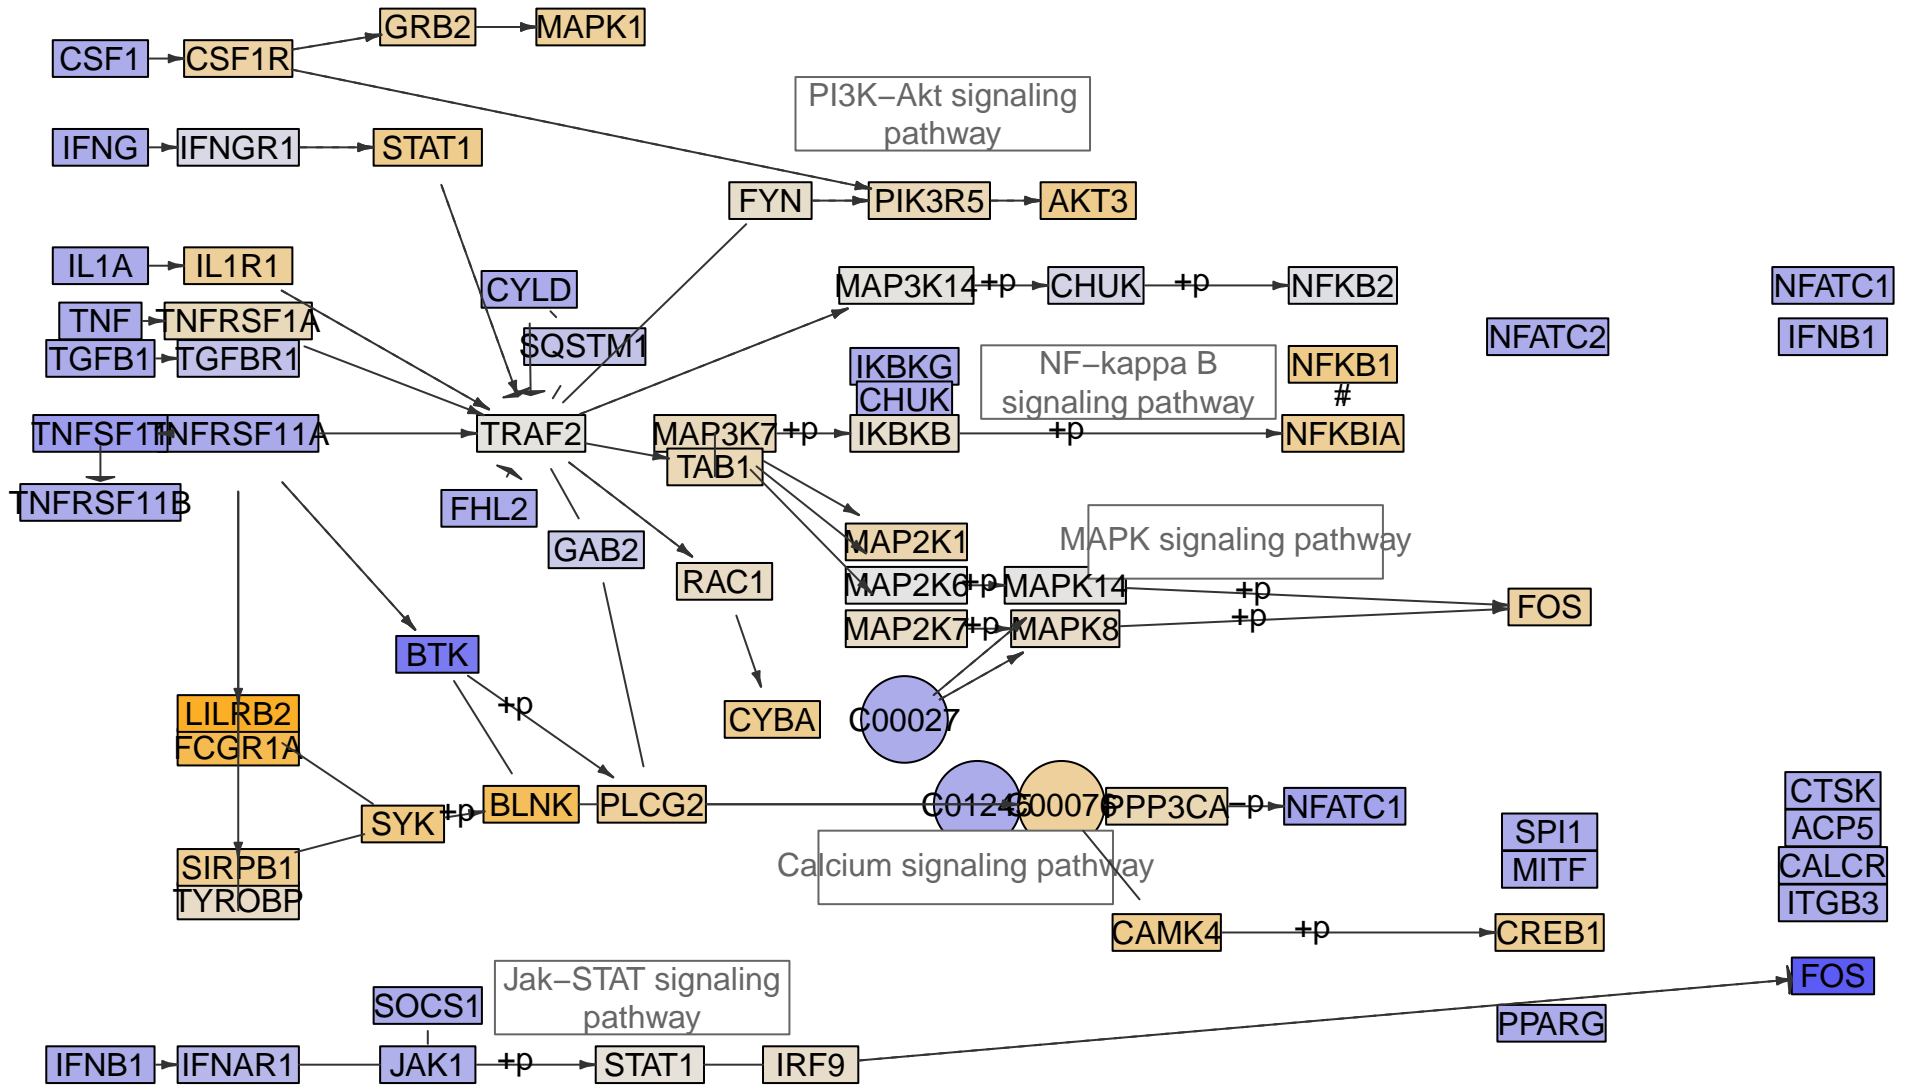 GRB2
MAPK1
CSF1
CSF1R
PI3K−Akt signaling
pathway
IFNG
IFNGR1
STAT1
FYN
PIK3R5
AKT3
IL1A
IL1R1
CYLD
MAP3K14
+p
CHUK
+p
NFKB2
NFATC1
TNF
TNFRSF1A
SQSTM1
NFATC2
IFNB1
TGFB1
TGFBR1
IKBKG
NF−kappa B
signaling pathway
NFKB1
#
CHUK
TNFRSF11A
TRAF2
MAP3K7
+p
IKBKB
+p
NFKBIA
TAB1
TNFRSF11B
FHL2
GAB2
MAP2K1
MAPK signaling pathway
RAC1
MAP2K6
+p
MAPK14
+p
FOS
MAP2K7
+p
MAPK8
+p
BTK
+p
LILRB2
FCGR1A
CYBA
C00027
SYK
+p
BLNK
PLCG2
C00076
PPP3CA
−p
NFATC1
CTSK
SPI1
ACP5
Calcium signaling pathway
SIRPB1
MITF
CALCR
TYROBP
ITGB3
CAMK4
+p
CREB1
Jak−STAT signaling
pathway
FOS
SOCS1
PPARG
IFNB1
IFNAR1
JAK1
+p
STAT1
IRF9